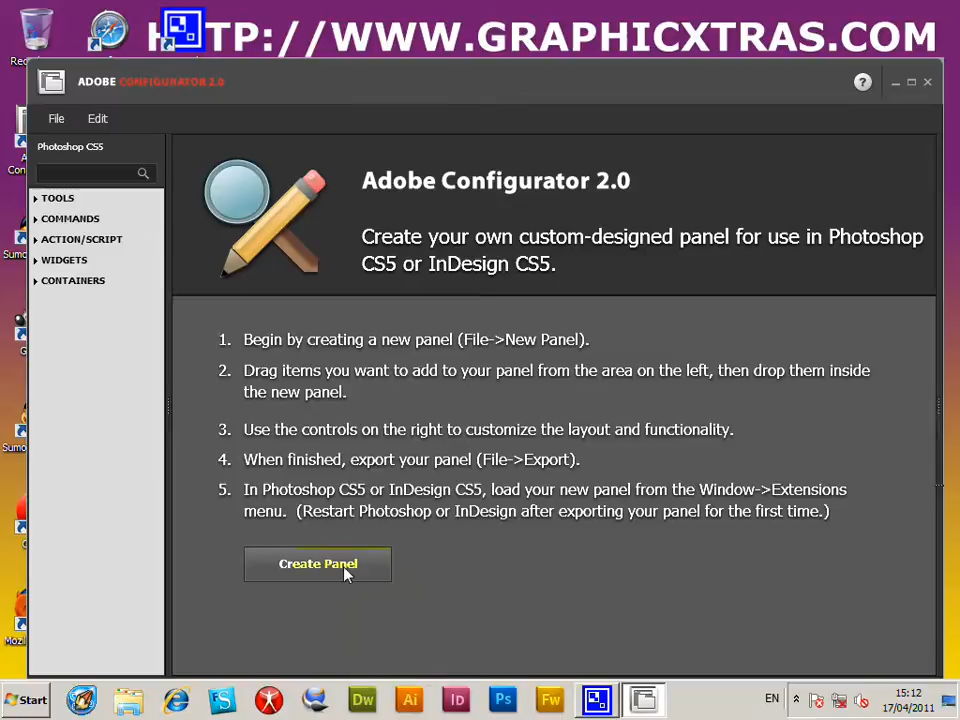 HTTP://WWW.GRAPHICXTRAS.COM
ADOBE CONFIGURATOR 2.0
?
File Edit
Photoshop CS5
TOOLS
COMMANDS
ACTION/SCRIPT
WIDGETS
CONTAINERS
Adobe Configurator 2.0
Create your own custom-designed panel for use in Photoshop
CS5 or InDesign CS5.
1. Begin by creating a new panel (File->New Panel).
2. Drag items you want to add to your panel from the area on the left, then drop them inside
the new panel.
3. Use the controls on the right to customize the layout and functionality.
4. When finished, export your panel (File->Export).
5. In Photoshop CS5 or InDesign CS5, load your new panel from the Window->Extensions
menu. (Restart Photoshop or InDesign after exporting your panel for the first time.)
Create Panel
Start Dw Ai Id Ps Fw EN 15:12
17/04/2011